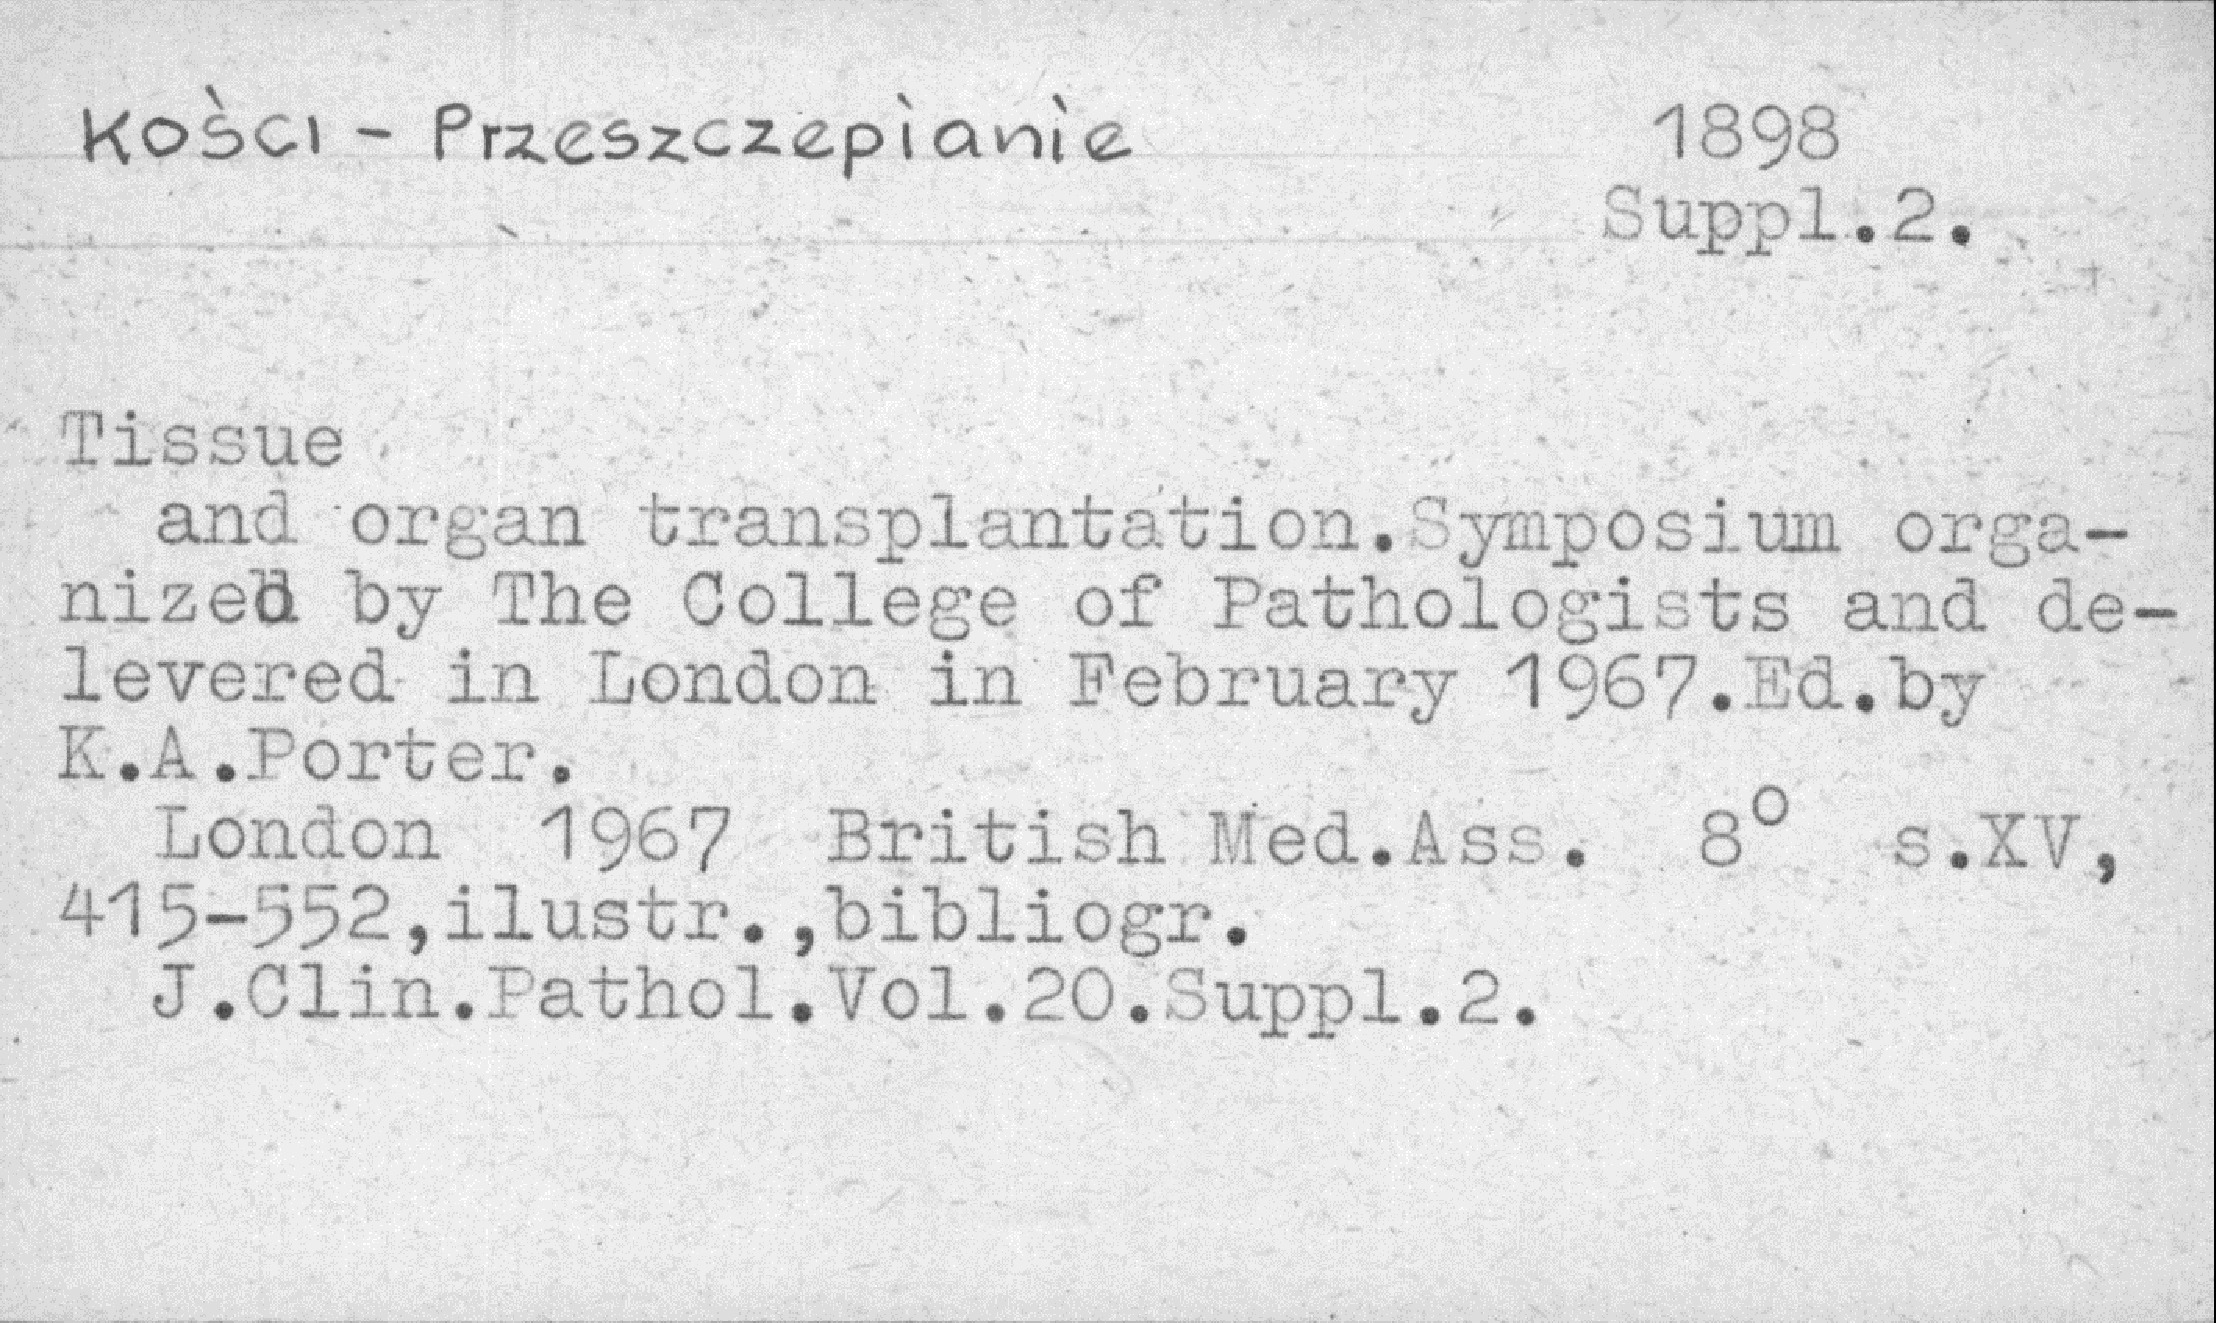 Kości - Przeszczepianie 1898
Suppl.2.
Tissue
and organ transplantation.Symposium orga-
nized by The College of Pathologists and de-
levered in London in February 1967.Ed.by
K.A.Porter.
London 1967 British Med.Ass. 8° s.XV,
415-552,ilustr.,bibliogr.
J.Clin.Pathol.Vol.20.Suppl.2.